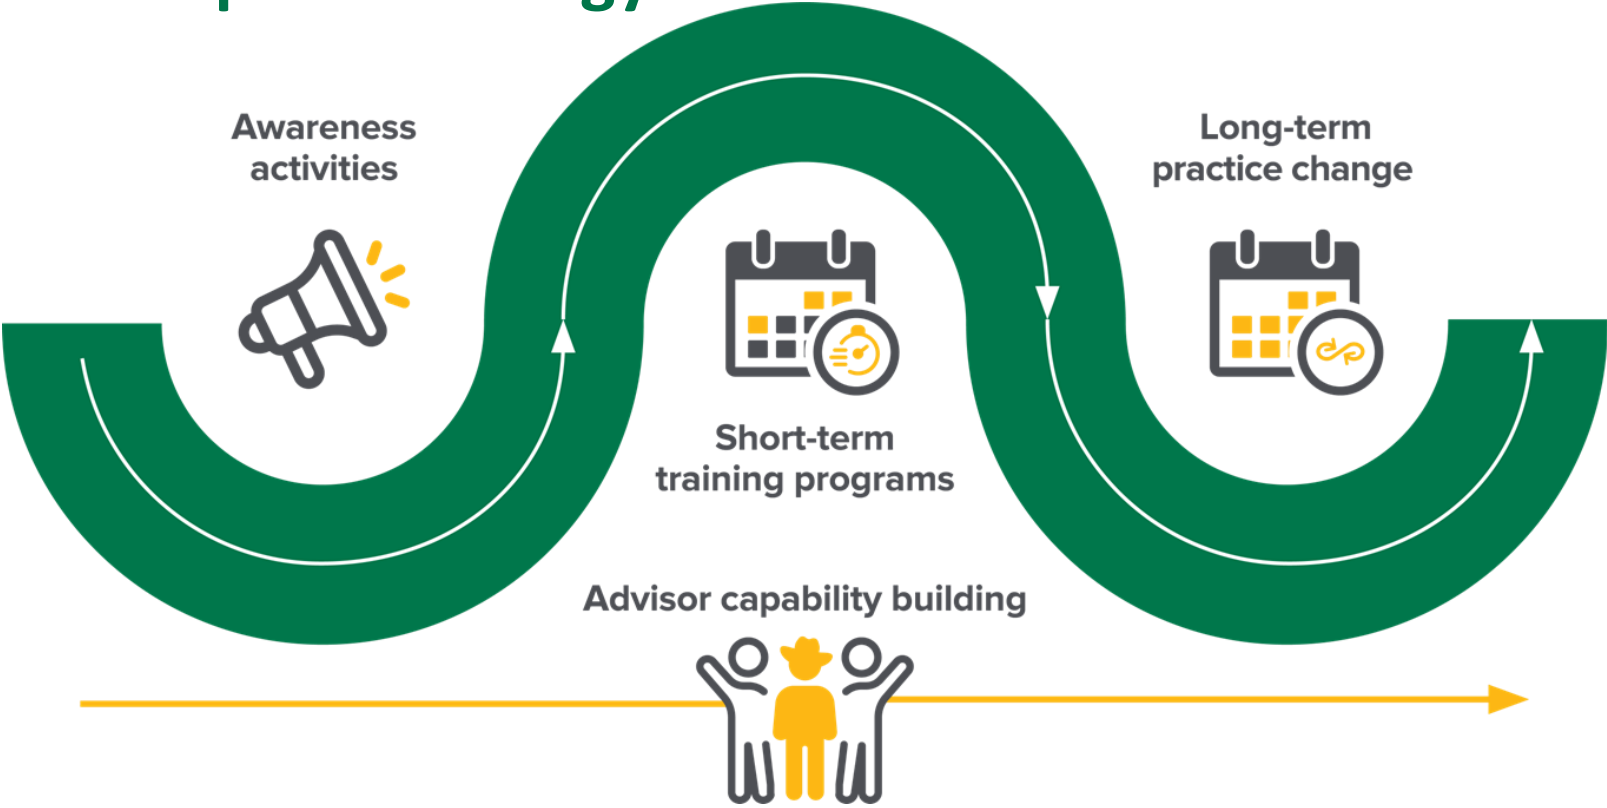 Awareness
activities
Long-term
practice change
Short-term
training programs
Advisor capability building